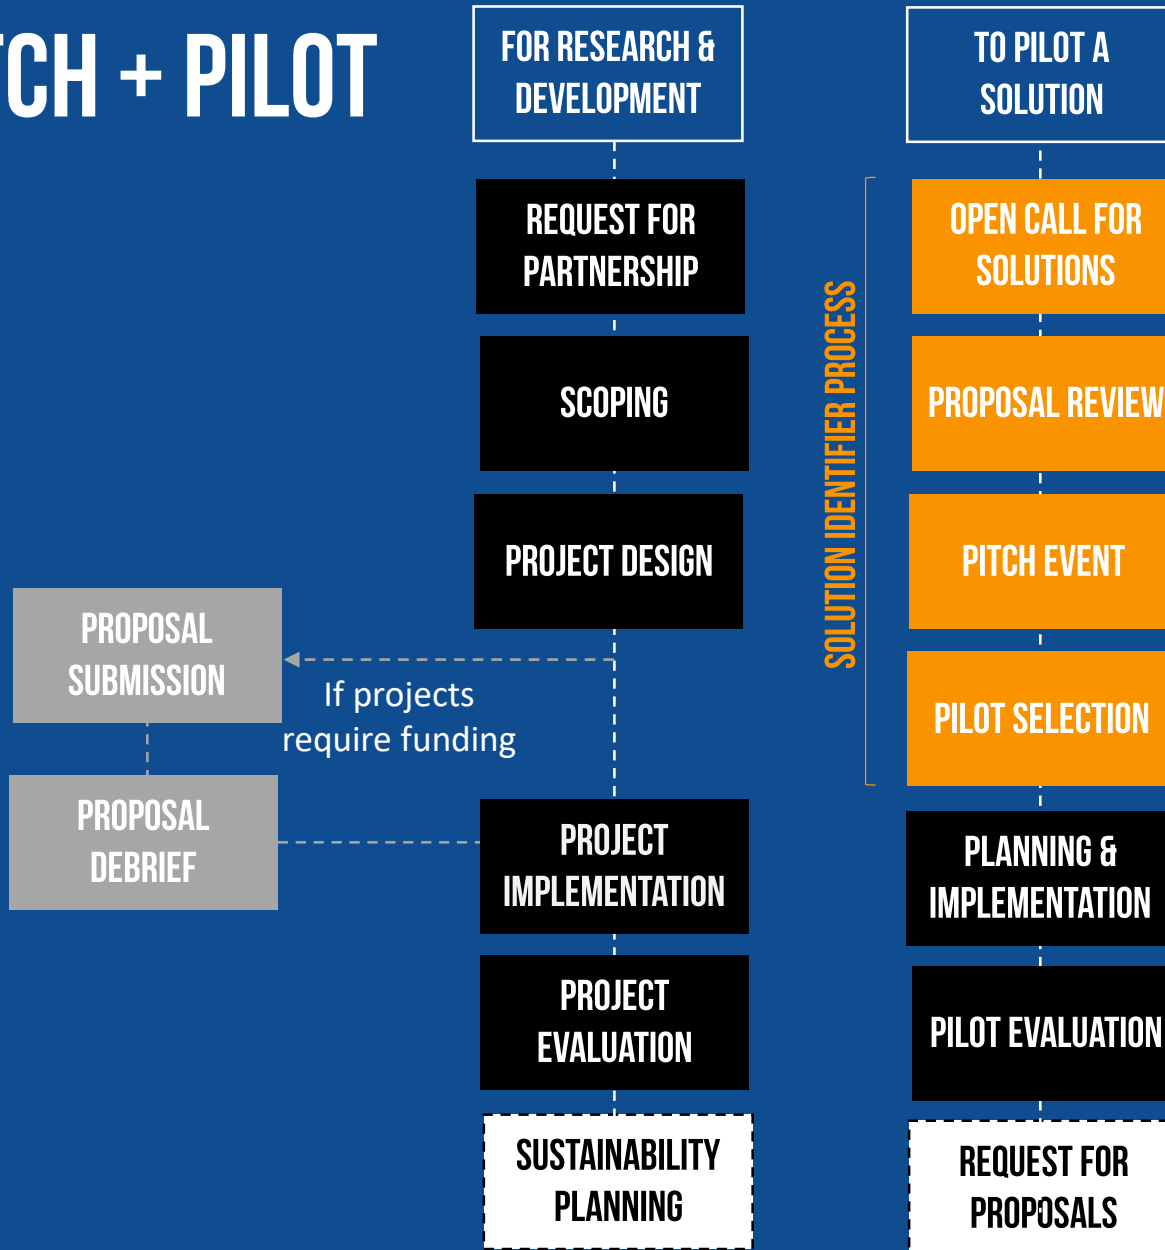 TCH + PILOT
FOR RESEARCH &
DEVELOPMENT
REQUEST FOR
PARTNERSHIP
SCOPING
PROJECT DESIGN
PROPOSAL
SUBMISSION
If projects
require funding
PROPOSAL
DEBRIEF
PROJECT
IMPLEMENTATION
PROJECT
EVALUATION
SUSTAINABILITY
PLANNING
TO PILOT A
SOLUTION
SOLUTION IDENTIFIER PROCESS
OPEN CALL FOR
SOLUTIONS
PROPOSAL REVIEW
PITCH EVENT
PILOT SELECTION
PLANNING &
IMPLEMENTATION
PILOT EVALUATION
REQUEST FOR
PROPOSALS